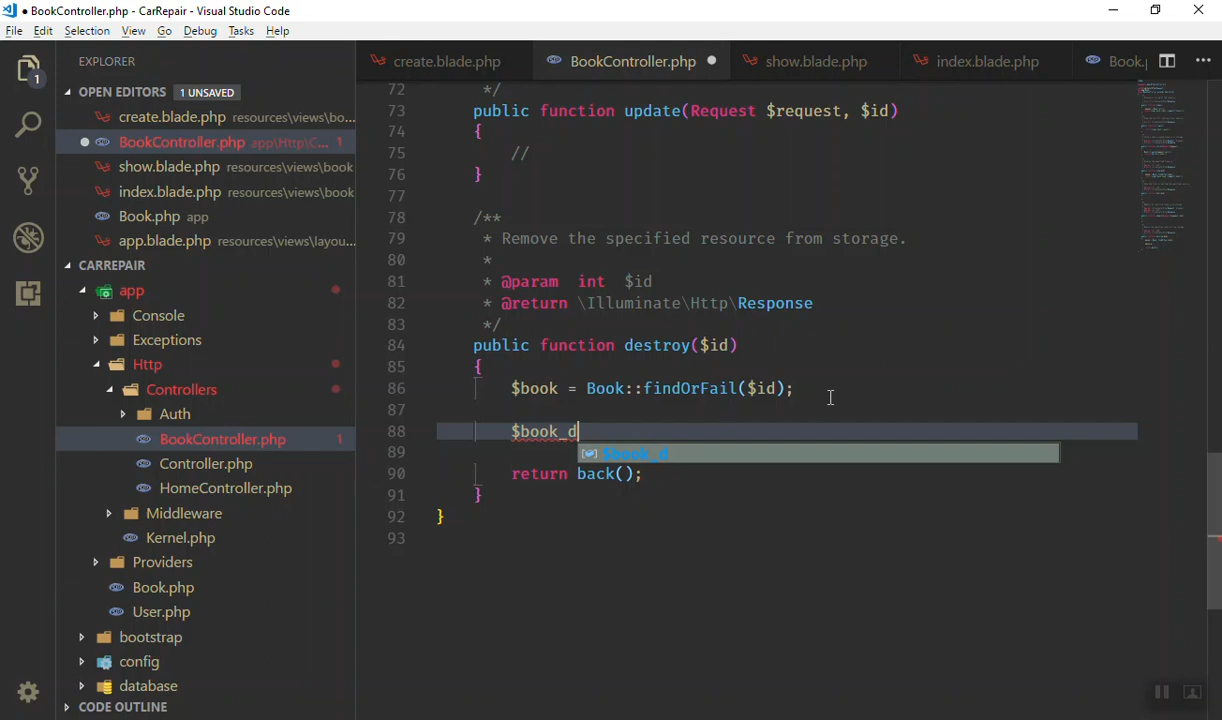 ● BookController.php - CarRepair - Visual Studio Code
File Edit Selection View Go Debug Tasks Help
EXPLORER
create.blade.php BookController.php ● show.blade.php index.blade.php Book.p
1
OPEN EDITORS 1 UNSAVED
create.blade.php resources\views\bo...
BookController.php app\Http\C... 1
show.blade.php resources\views\book
index.blade.php resources\views\book
Book.php app
app.blade.php resources\views\layou...
CARREPAIR
app
Console
Exceptions
Http
Controllers
Auth
BookController.php 1
Controller.php
HomeController.php
Middleware
Kernel.php
Providers
Book.php
User.php
bootstrap
config
database
CODE OUTLINE
72 */
73 public function update(Request $request, $id)
74 {
75 //
76 }
77
78 /**
79 * Remove the specified resource from storage.
80 *
81 * @param  int  $id
82 * @return \Illuminate\Http\Response
83 */
84 public function destroy($id)
85 {
86 $book = Book::findOrFail($id);
87
88 $book_d
$book_d
89
90 return back();
91 }
92 }
93